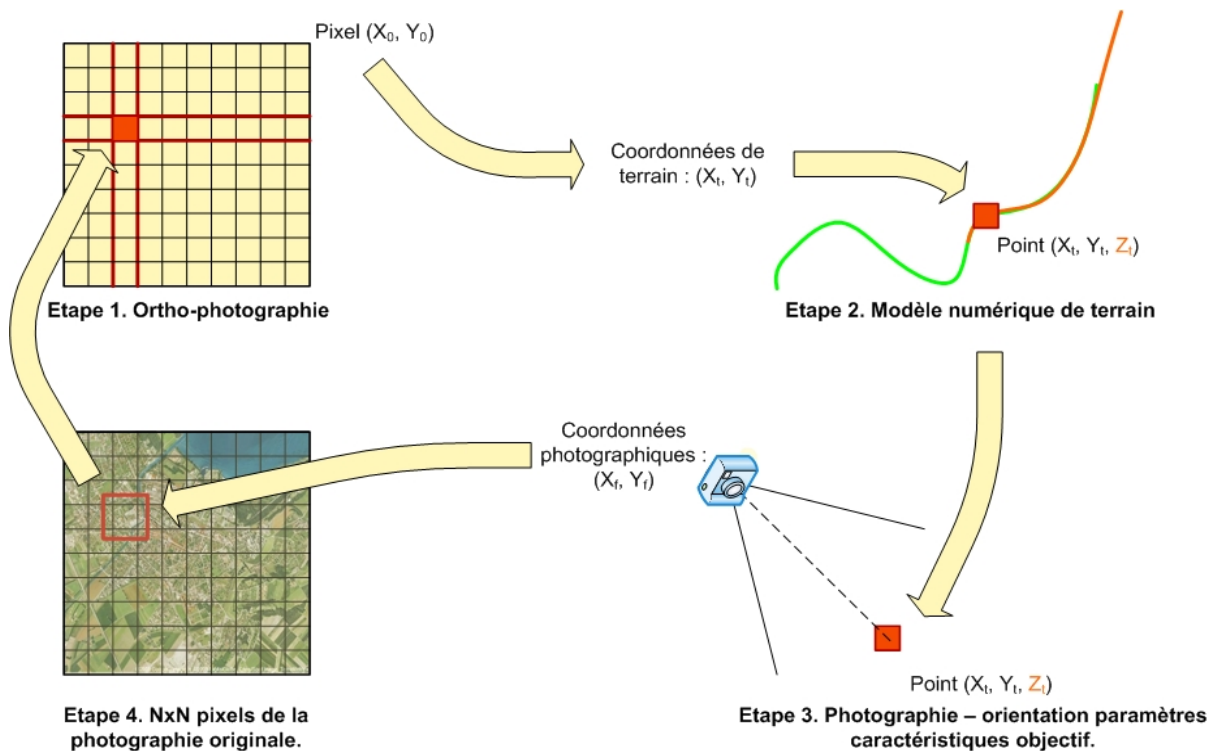 Pixel (X₀, Y₀)
Coordonnées de
terrain : (Xₜ, Yₜ)
Point (Xₜ, Yₜ, Zₜ)
Etape 1. Ortho-photographie
Etape 2. Modèle numérique de terrain
Coordonnées
photographiques :
(X_f, Y_f)
Point (Xₜ, Yₜ, Zₜ)
Etape 4. NxN pixels de la
photographie originale.
Etape 3. Photographie – orientation paramètres
caractéristiques objectif.